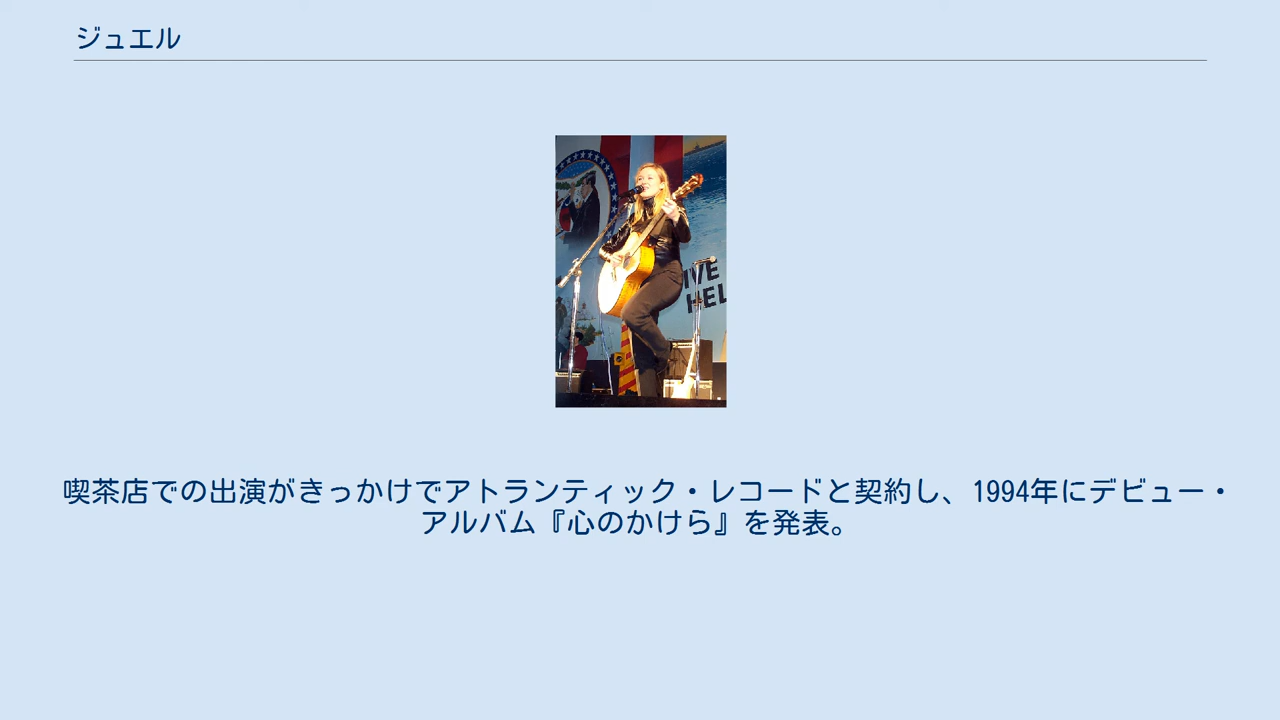 ジュエル
IVE
HEL
喫茶店での出演がきっかけでアトランティック・レコードと契約し、1994年にデビュー・
アルバム『心のかけら』を発表。